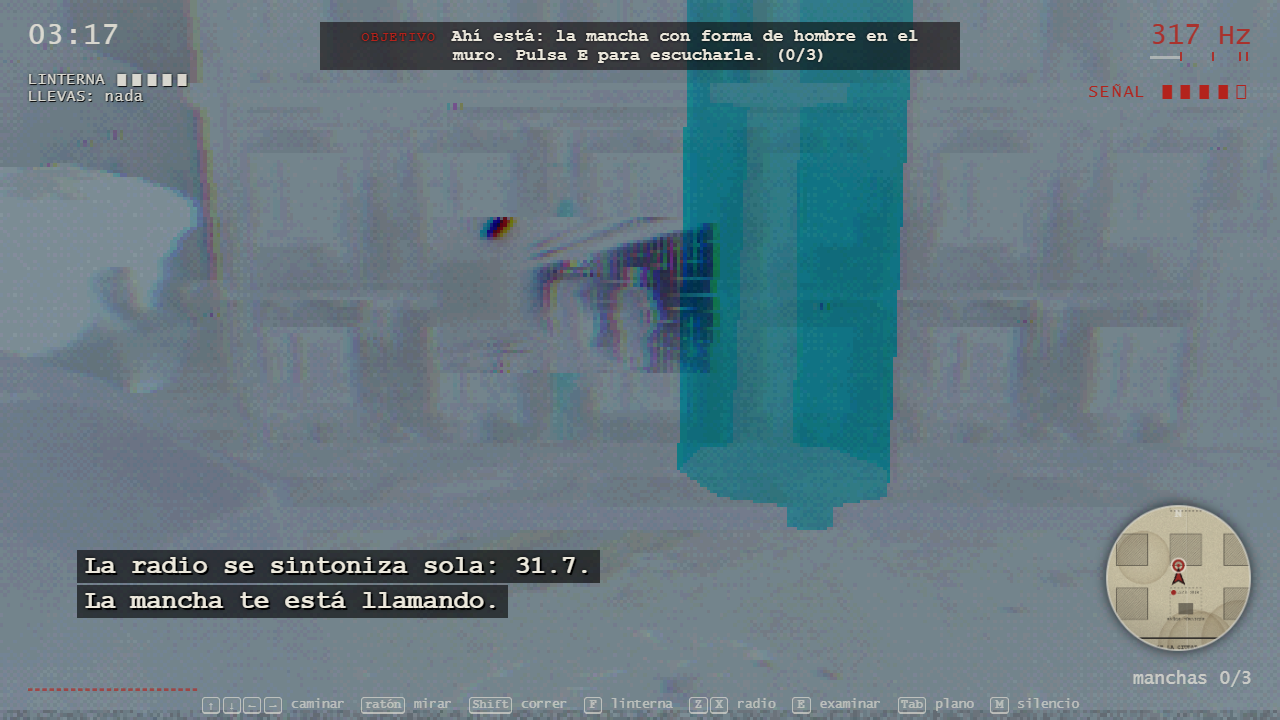 03:17
OBJETIVO Ahí está: la mancha con forma de hombre en el
muro. Pulsa E para escucharla. (0/3)
317 Hz
LINTERNA
LLEVAS: nada
SEÑAL
La radio se sintoniza sola: 31.7.
La mancha te está llamando.
manchas 0/3
↑ ↓ ← → caminar ratón mirar Shift correr F linterna Z X radio E examinar Tab plano M silencio